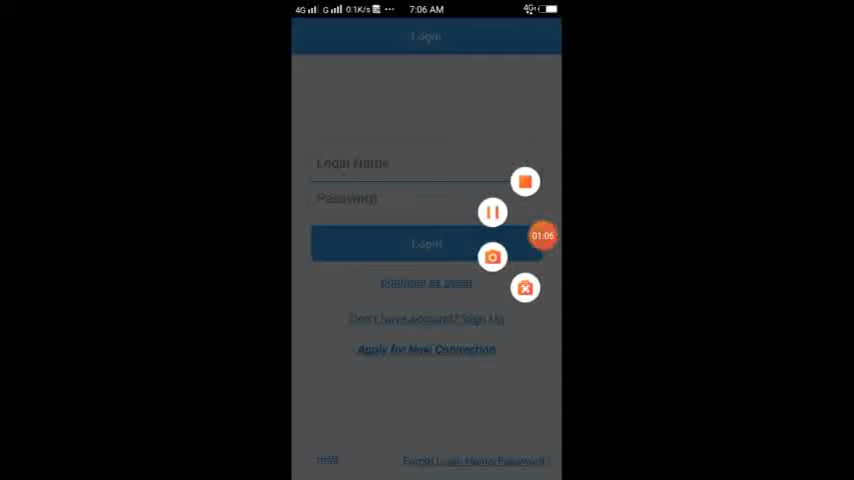 4G G 0.1K/s ··· 7:06 AM 4G
Login
Login Name
Password
Login
01:06
Continue as guest
Don't have account? Sign Up
Apply for New Connection
Forgot Login Name/Password